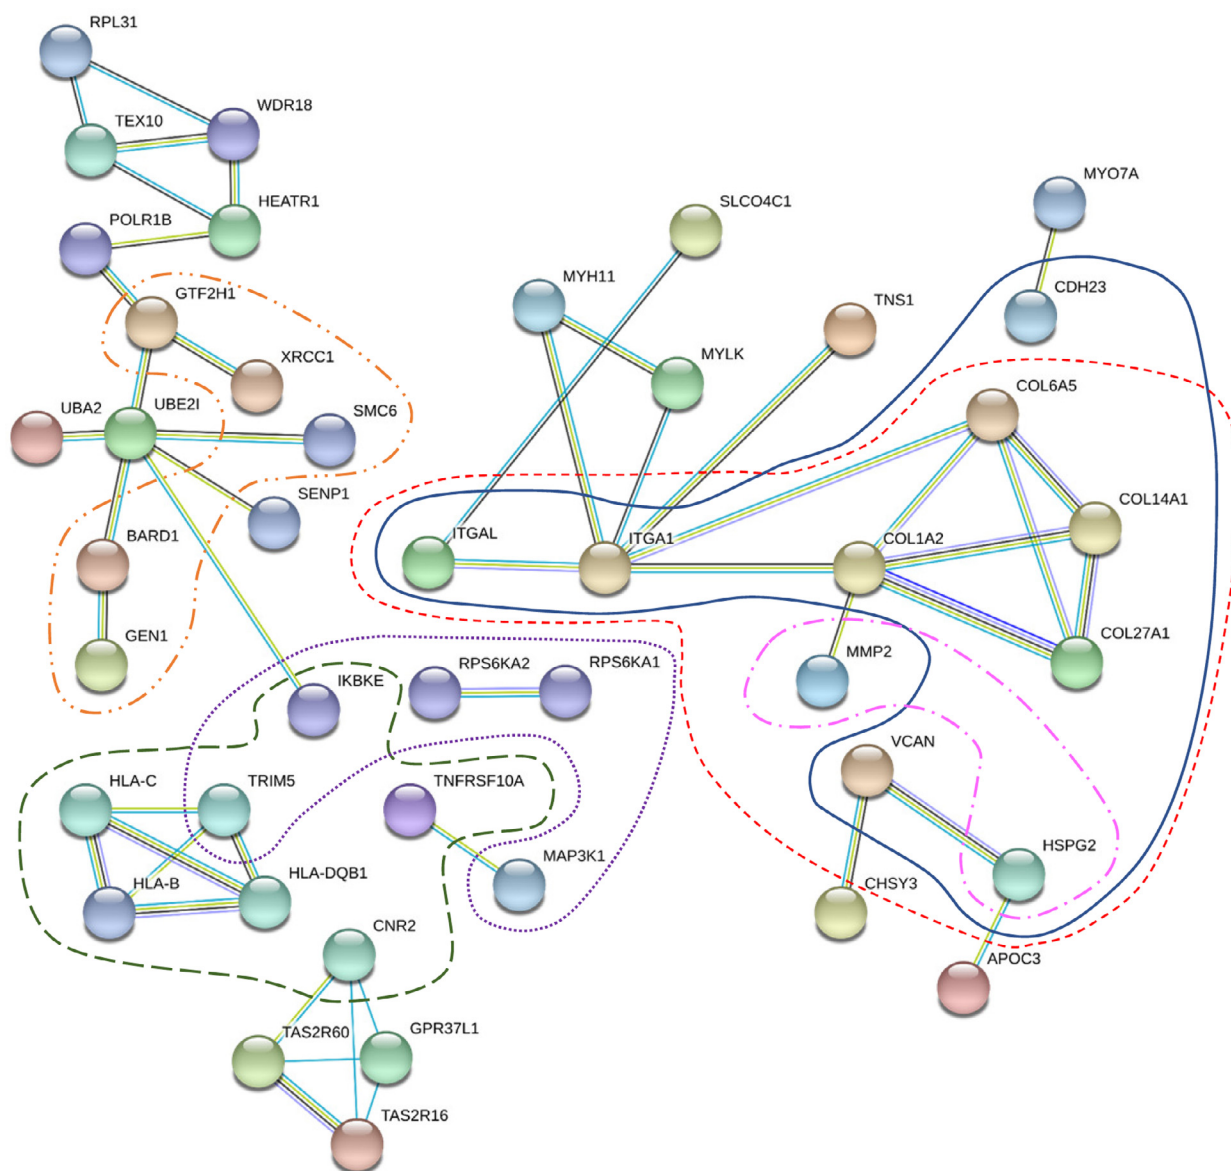 RPL31
WDR18
TEX10
HEATR1
POLR1B
MYO7A
SLCO4C1
MYH11
CDH23
GTF2H1
TNS1
MYLK
XRCC1
COL6A5
UBA2
UBE2I
SMC6
SENP1
COL14A1
BARD1
ITGAL
ITGA1
COL1A2
GEN1
COL27A1
MMP2
RPS6KA2
RPS6KA1
IKBKE
VCAN
HLA-C
TRIM5
TNFRSF10A
HSPG2
MAP3K1
HLA-DQB1
HLA-B
CHSY3
CNR2
APOC3
TAS2R60
GPR37L1
TAS2R16